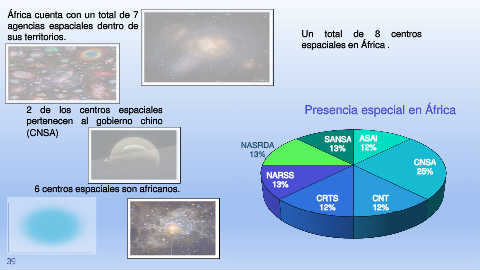 África cuenta con un total de 7
agencias espaciales dentro de
sus territorios.
Un total de 8 centros
espaciales en África .
2 de los centros espaciales
pertenecen al gobierno chino
(CNSA)
6 centros espaciales son africanos.
Presencia especial en África
SANSA
13%
ASAI
12%
NASRDA
13%
CNSA
25%
NARSS
13%
CRTS
12%
CNT
12%
39